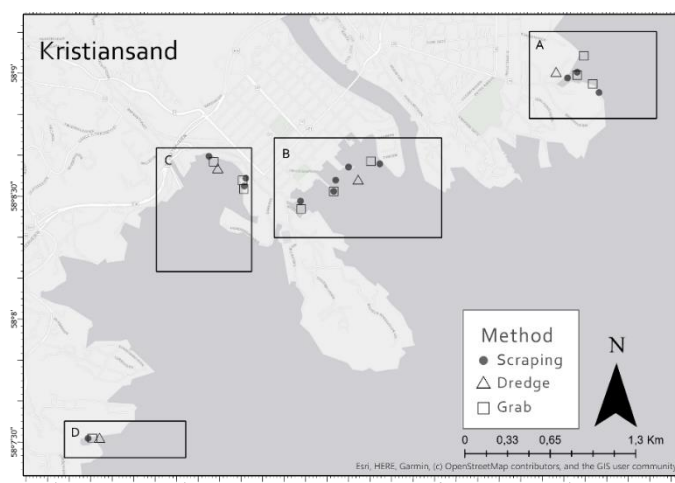 Kristiansand
A
58°9'
C
B
58°8'30"
58°8'
Method
Scraping
Dredge
Grab
N
D
58°7'30"
0 0,33 0,65 1,3 Km
Esri, HERE, Garmin, (c) OpenStreetMap contributors, and the GIS user community